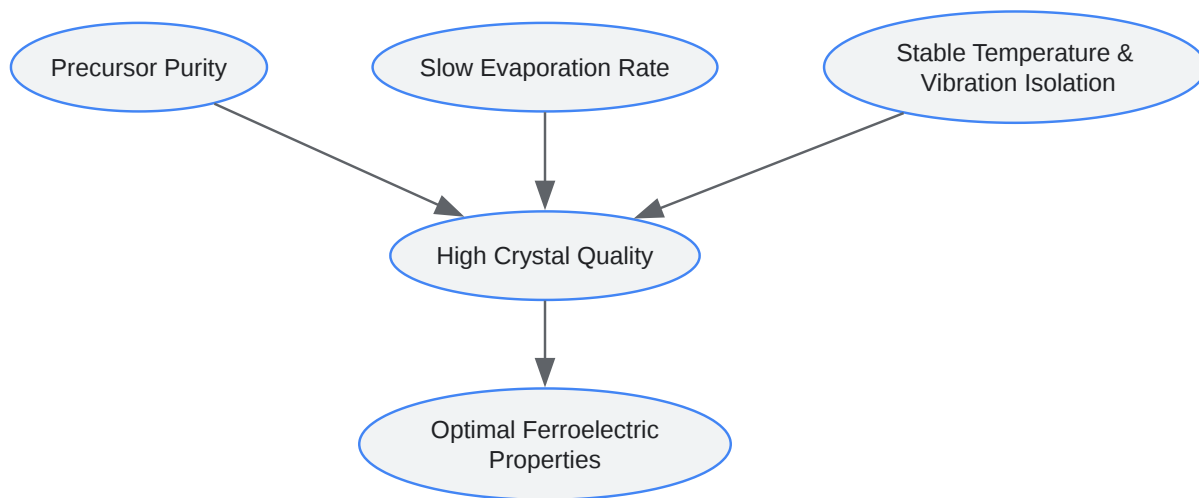 Precursor Purity
Slow Evaporation Rate
Stable Temperature &
Vibration Isolation
High Crystal Quality
Optimal Ferroelectric
Properties